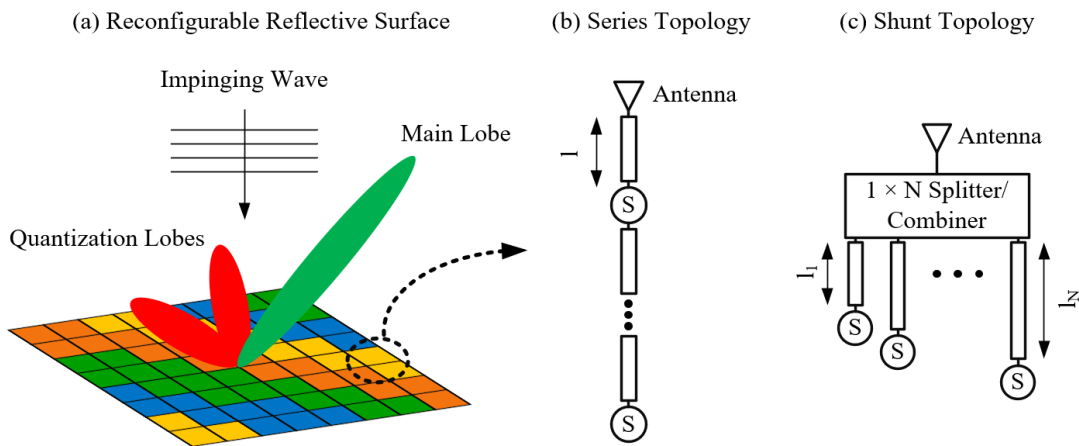 (a) Reconfigurable Reflective Surface
Impinging Wave
Main Lobe
Quantization Lobes
(b) Series Topology
Antenna
l
S
S
(c) Shunt Topology
Antenna
1 × N Splitter/
Combiner
l1
lN
S
S
S